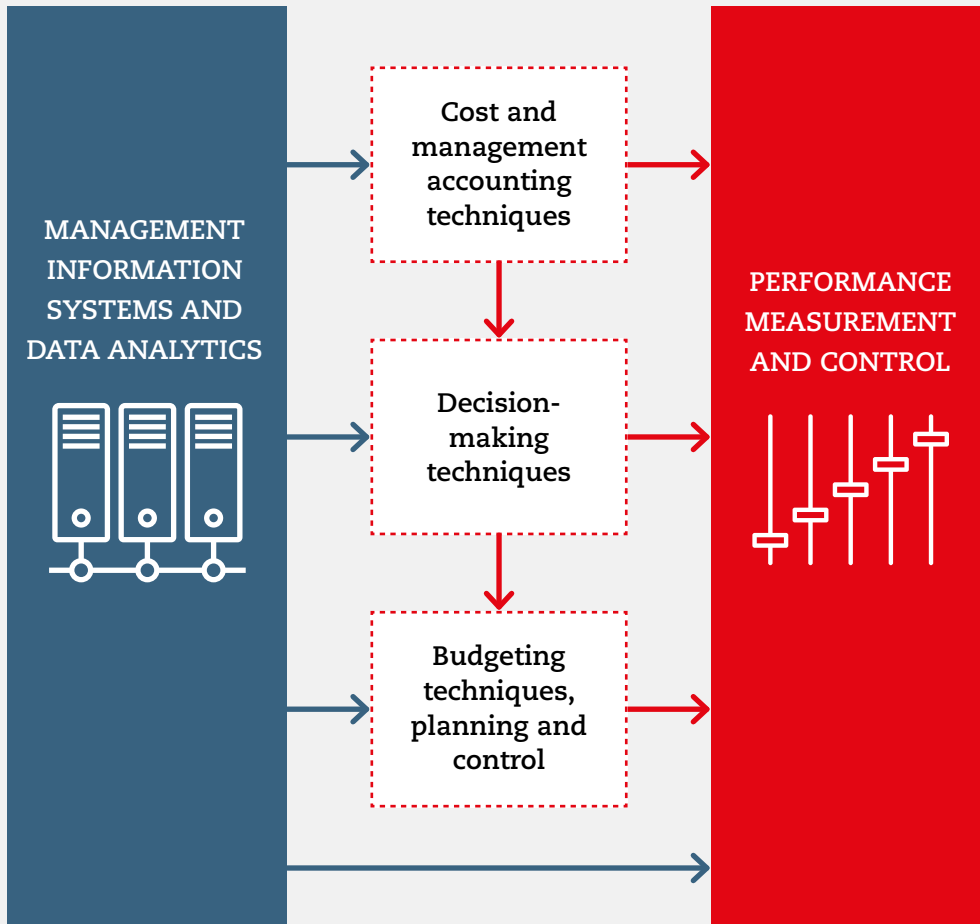 MANAGEMENT
INFORMATION
SYSTEMS AND
DATA ANALYTICS
Cost and
management
accounting
techniques
Decision-
making
techniques
Budgeting
techniques,
planning and
control
PERFORMANCE
MEASUREMENT
AND CONTROL